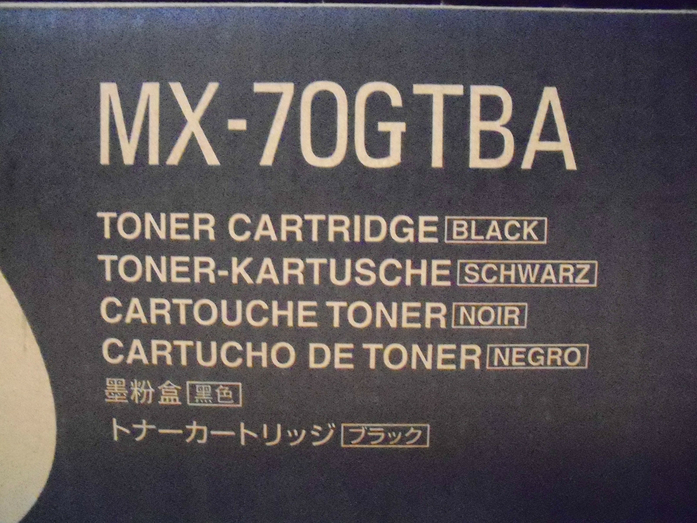 MX-70GTBA
TONER CARTRIDGE BLACK
TONER-KARTUSCHE SCHWARZ
CARTOUCHE TONER NOIR
CARTUCHO DE TONER NEGRO
墨粉盒 黑色
トナーカートリッジ ブラック